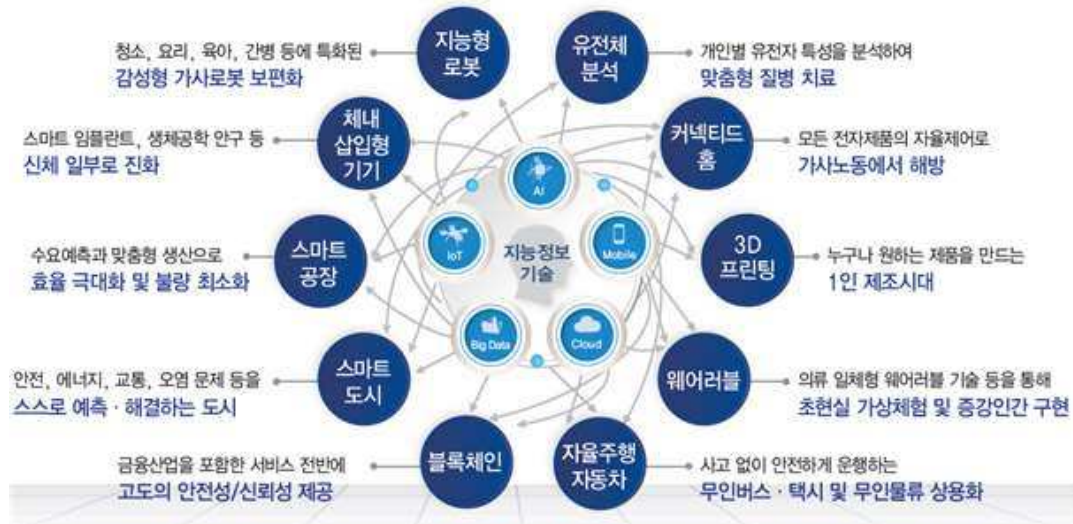 청소, 요리, 육아, 간병 등에 특화된
감성형 가사로봇 보편화
지능형
로봇
유전체
분석
개인별 유전자 특성을 분석하여
맞춤형 질병 치료
스마트 임플란트, 생체공학 안구 등
신체 일부로 진화
체내
삽입형
기기
커넥티드
홈
모든 전자제품의 자율제어로
가사노동에서 해방
AI
IoT
지능정보
기술
Mobile
Big Data
Cloud
수요예측과 맞춤형 생산으로
효율 극대화 및 불량 최소화
스마트
공장
3D
프린팅
누구나 원하는 제품을 만드는
1인 제조시대
안전, 에너지, 교통, 오염 문제 등을
스스로 예측 · 해결하는 도시
스마트
도시
웨어러블
의류 일체형 웨어러블 기술 등을 통해
초현실 가상체험 및 증강인간 구현
금융산업을 포함한 서비스 전반에
고도의 안전성/신뢰성 제공
블록체인
자율주행
자동차
사고 없이 안전하게 운행하는
무인버스 · 택시 및 무인물류 상용화